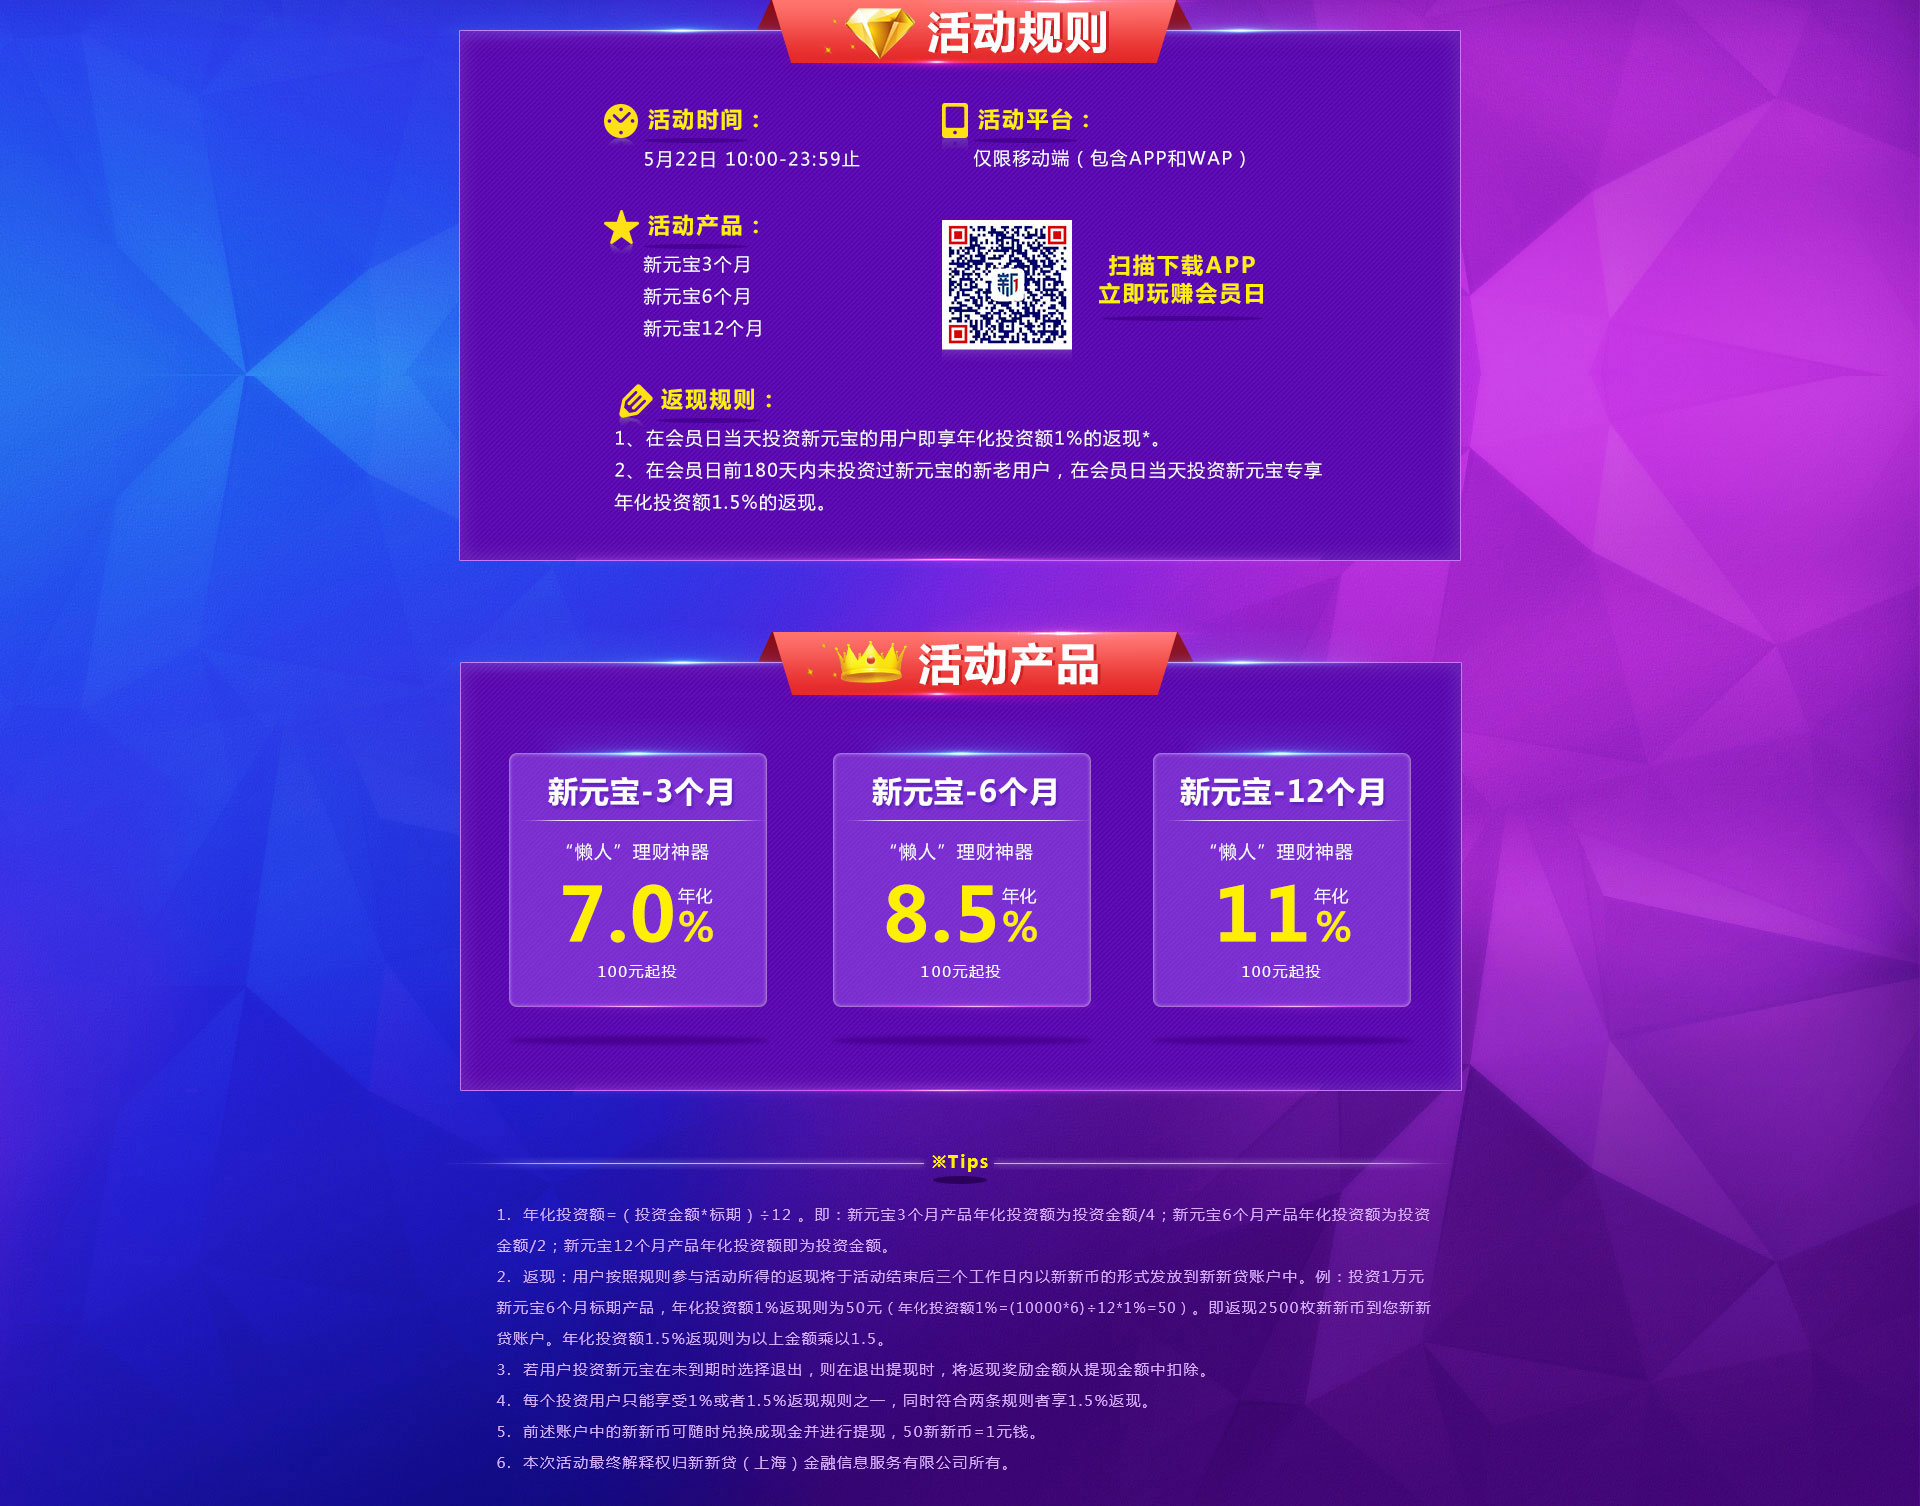 活动规则
活动时间：
5月22日 10:00-23:59止
活动平台：
仅限移动端（包含APP和WAP）
活动产品：
新元宝3个月
新元宝6个月
新元宝12个月
新1
扫描下载APP
立即玩赚会员日
返现规则：
1、在会员日当天投资新元宝的用户即享年化投资额1%的返现*。
2、在会员日前180天内未投资过新元宝的新老用户，在会员日当天投资新元宝专享
年化投资额1.5%的返现。
活动产品
新元宝-3个月
“懒人”理财神器
7.0%年化
100元起投
新元宝-6个月
“懒人”理财神器
8.5%年化
100元起投
新元宝-12个月
“懒人”理财神器
11%年化
100元起投
※Tips
1. 年化投资额=（投资金额*标期）÷12 。即：新元宝3个月产品年化投资额为投资金额/4；新元宝6个月产品年化投资额为投资
金额/2；新元宝12个月产品年化投资额即为投资金额。
2. 返现：用户按照规则参与活动所得的返现将于活动结束后三个工作日内以新新币的形式发放到新新贷账户中。例：投资1万元
新元宝6个月标期产品，年化投资额1%返现则为50元（年化投资额1%=(10000*6)÷12*1%=50）。即返现2500枚新新币到您新新
贷账户。年化投资额1.5%返现则为以上金额乘以1.5。
3. 若用户投资新元宝在未到期时选择退出，则在退出提现时，将返现奖励金额从提现金额中扣除。
4. 每个投资用户只能享受1%或者1.5%返现规则之一，同时符合两条规则者享1.5%返现。
5. 前述账户中的新新币可随时兑换成现金并进行提现，50新新币=1元钱。
6. 本次活动最终解释权归新新贷（上海）金融信息服务有限公司所有。